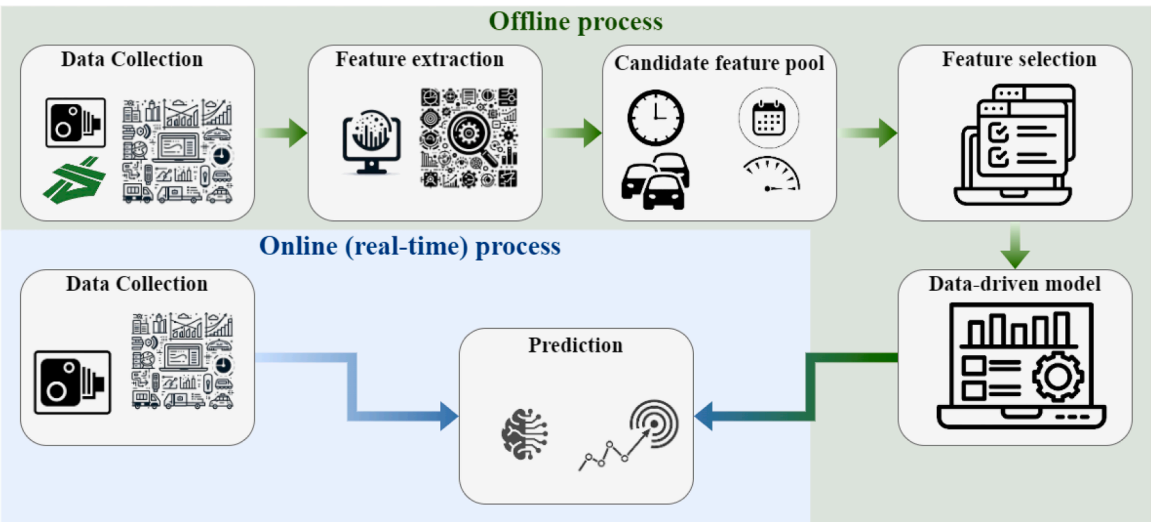 Offline process
Data Collection
Feature extraction
Candidate feature pool
Feature selection
Online (real-time) process
Data Collection
Data-driven model
Prediction